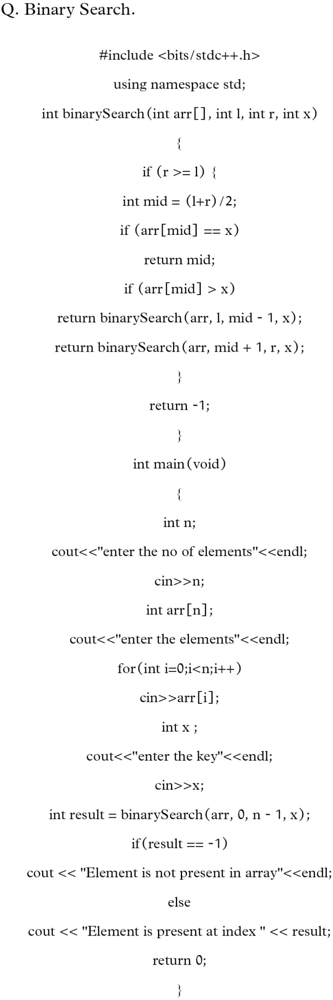 Q. Binary Search.
#include <bits/stdc++.h>
using namespace std;
int binarySearch(int arr[], int l, int r, int x)
{
if (r >= l) {
int mid = (l+r)/2;
if (arr[mid] == x)
return mid;
if (arr[mid] > x)
return binarySearch(arr, l, mid - 1, x);
return binarySearch(arr, mid + 1, r, x);
}
return -1;
}
int main(void)
{
int n;
cout<<"enter the no of elements"<<endl;
cin>>n;
int arr[n];
cout<<"enter the elements"<<endl;
for(int i=0;i<n;i++)
cin>>arr[i];
int x ;
cout<<"enter the key"<<endl;
cin>>x;
int result = binarySearch(arr, 0, n - 1, x);
if(result == -1)
cout << "Element is not present in array"<<endl;
else
cout << "Element is present at index " << result;
return 0;
}